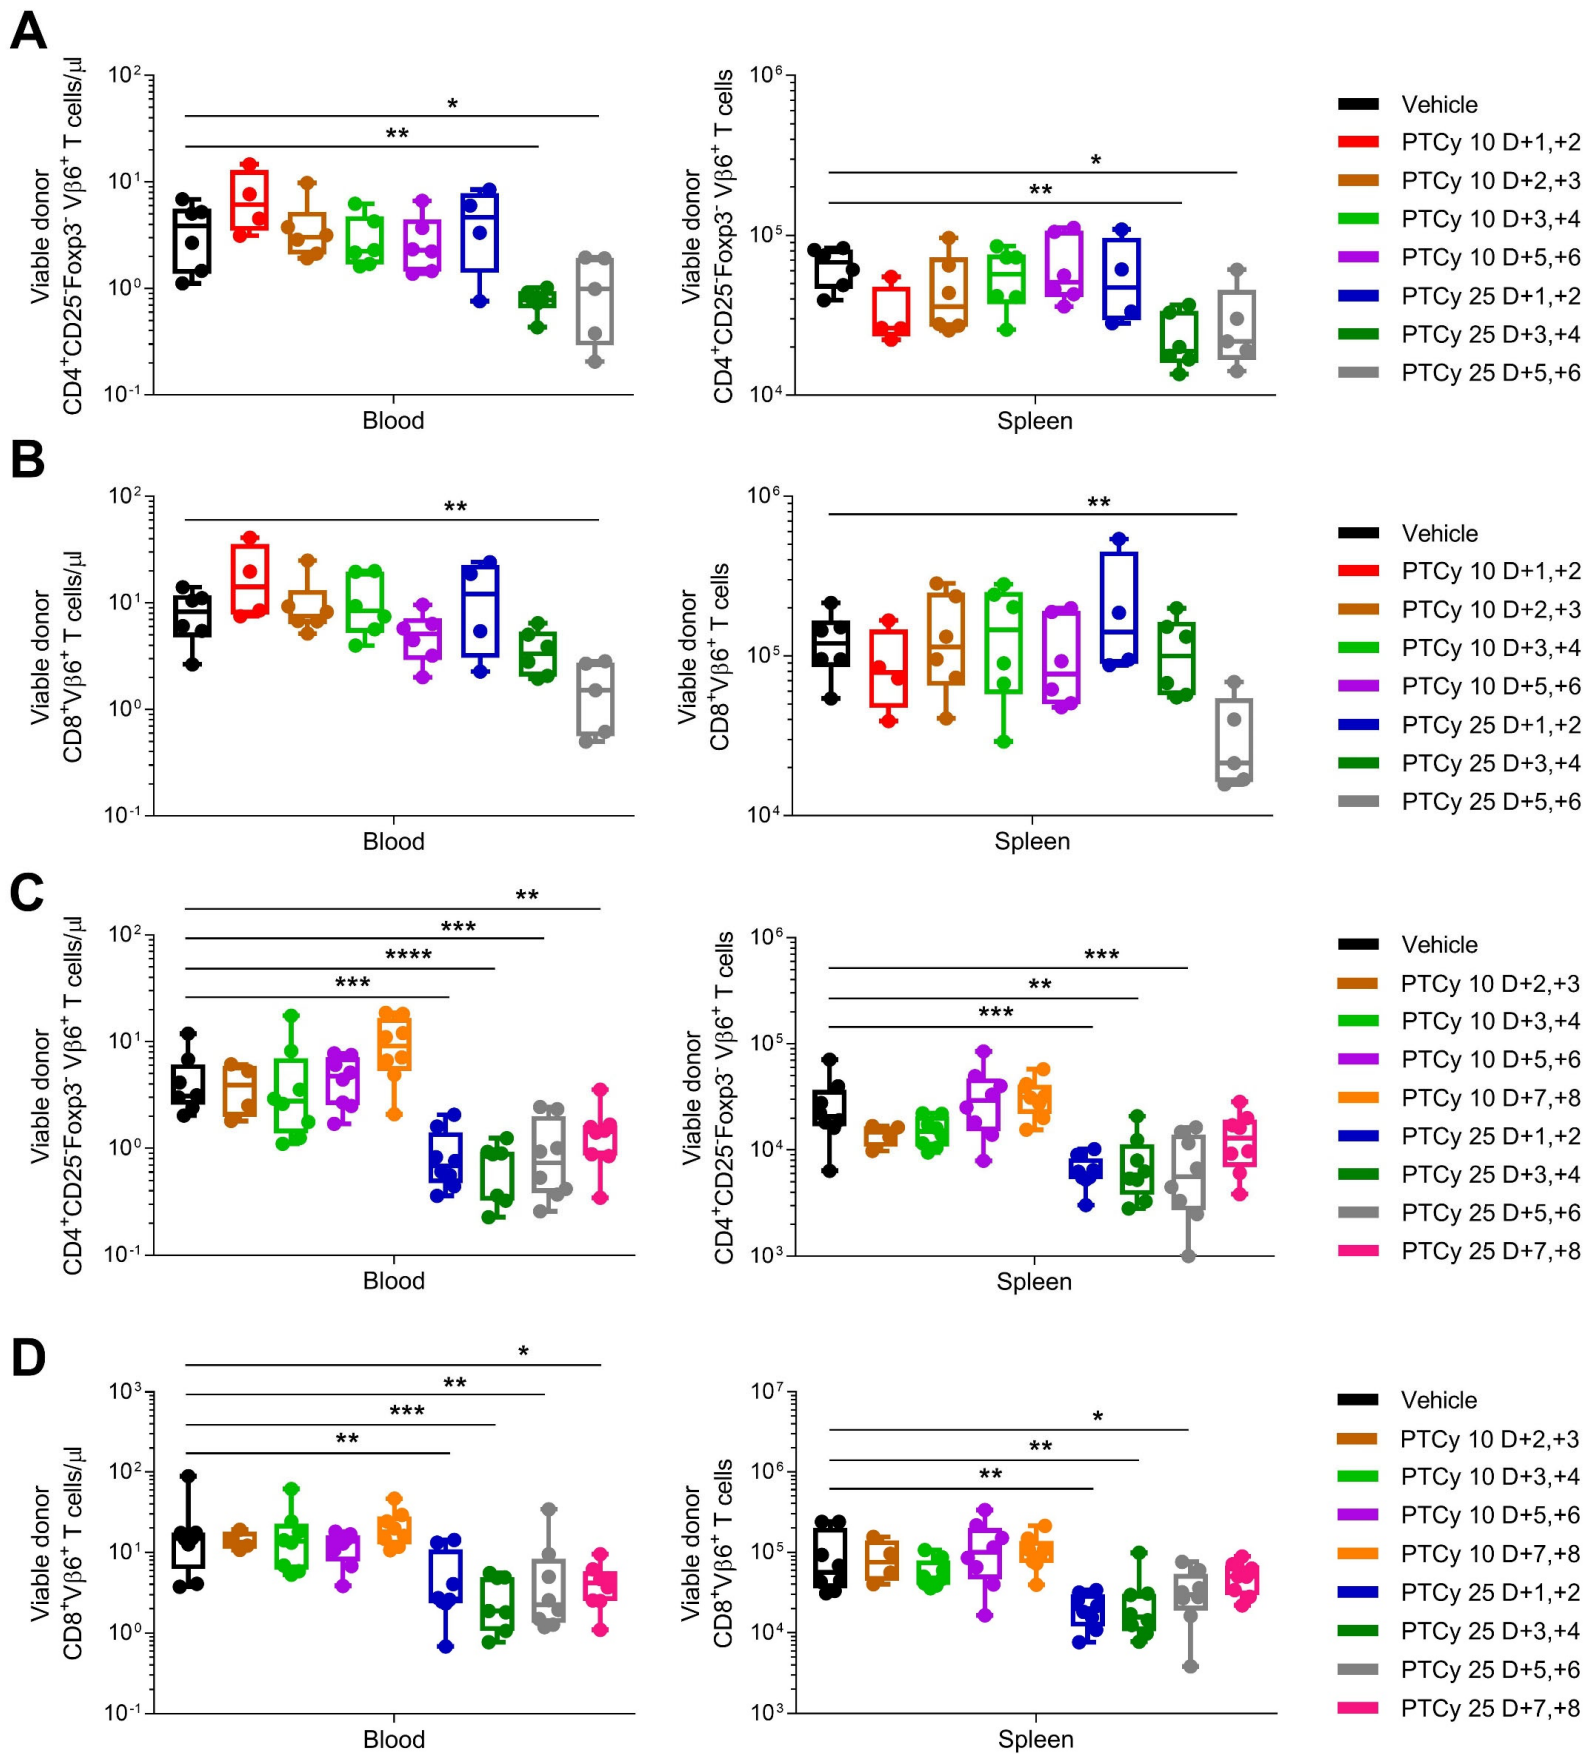 A
Viable donor
CD4⁺CD25⁻Foxp3⁻ Vβ6⁺ T cells/µl
10²
10¹
10⁰
10⁻¹
*
**
Blood
Viable donor
CD4⁺CD25⁻Foxp3⁻ Vβ6⁺ T cells
10⁶
10⁵
10⁴
*
**
Spleen
Vehicle
PTCy 10 D+1,+2
PTCy 10 D+2,+3
PTCy 10 D+3,+4
PTCy 10 D+5,+6
PTCy 25 D+1,+2
PTCy 25 D+3,+4
PTCy 25 D+5,+6
B
Viable donor
CD8⁺Vβ6⁺ T cells/µl
10²
10¹
10⁰
10⁻¹
**
Blood
Viable donor
CD8⁺Vβ6⁺ T cells
10⁶
10⁵
10⁴
**
Spleen
Vehicle
PTCy 10 D+1,+2
PTCy 10 D+2,+3
PTCy 10 D+3,+4
PTCy 10 D+5,+6
PTCy 25 D+1,+2
PTCy 25 D+3,+4
PTCy 25 D+5,+6
C
Viable donor
CD4⁺CD25⁻Foxp3⁻ Vβ6⁺ T cells/µl
10²
10¹
10⁰
10⁻¹
**
***
****
***
Blood
Viable donor
CD4⁺CD25⁻Foxp3⁻ Vβ6⁺ T cells
10⁶
10⁵
10⁴
10³
***
**
***
Spleen
Vehicle
PTCy 10 D+2,+3
PTCy 10 D+3,+4
PTCy 10 D+5,+6
PTCy 10 D+7,+8
PTCy 25 D+1,+2
PTCy 25 D+3,+4
PTCy 25 D+5,+6
PTCy 25 D+7,+8
D
Viable donor
CD8⁺Vβ6⁺ T cells/µl
10³
10²
10¹
10⁰
10⁻¹
*
**
***
**
Blood
Viable donor
CD8⁺Vβ6⁺ T cells
10⁷
10⁶
10⁵
10⁴
10³
*
**
**
Spleen
Vehicle
PTCy 10 D+2,+3
PTCy 10 D+3,+4
PTCy 10 D+5,+6
PTCy 10 D+7,+8
PTCy 25 D+1,+2
PTCy 25 D+3,+4
PTCy 25 D+5,+6
PTCy 25 D+7,+8